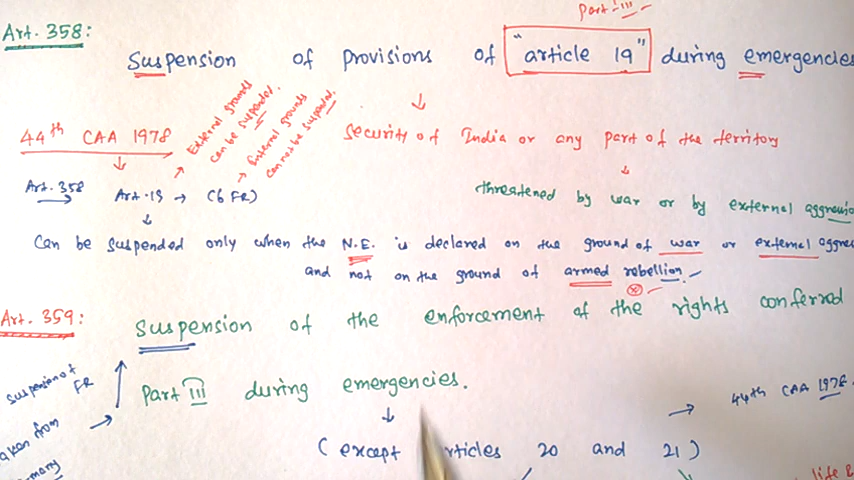 Part-III
Art. 358:
Suspension of provisions of "article 19" during emergencies
44th CAA 1978
External grounds can be suspended.
Internal grounds cannot be suspended.
Security of India or any part of the territory
Art. 358 Art. 19 → (6 FR)
threatened by war or by external
Can be suspended only when the N.E. is declared on the ground of war or external
and not on the ground of armed rebellion
Art. 359: Suspension of the enforcement of the rights conferred
Suspension of FR
Part III during emergencies.
44th CAA 1978
taken from
(except 20 and 21)
life &